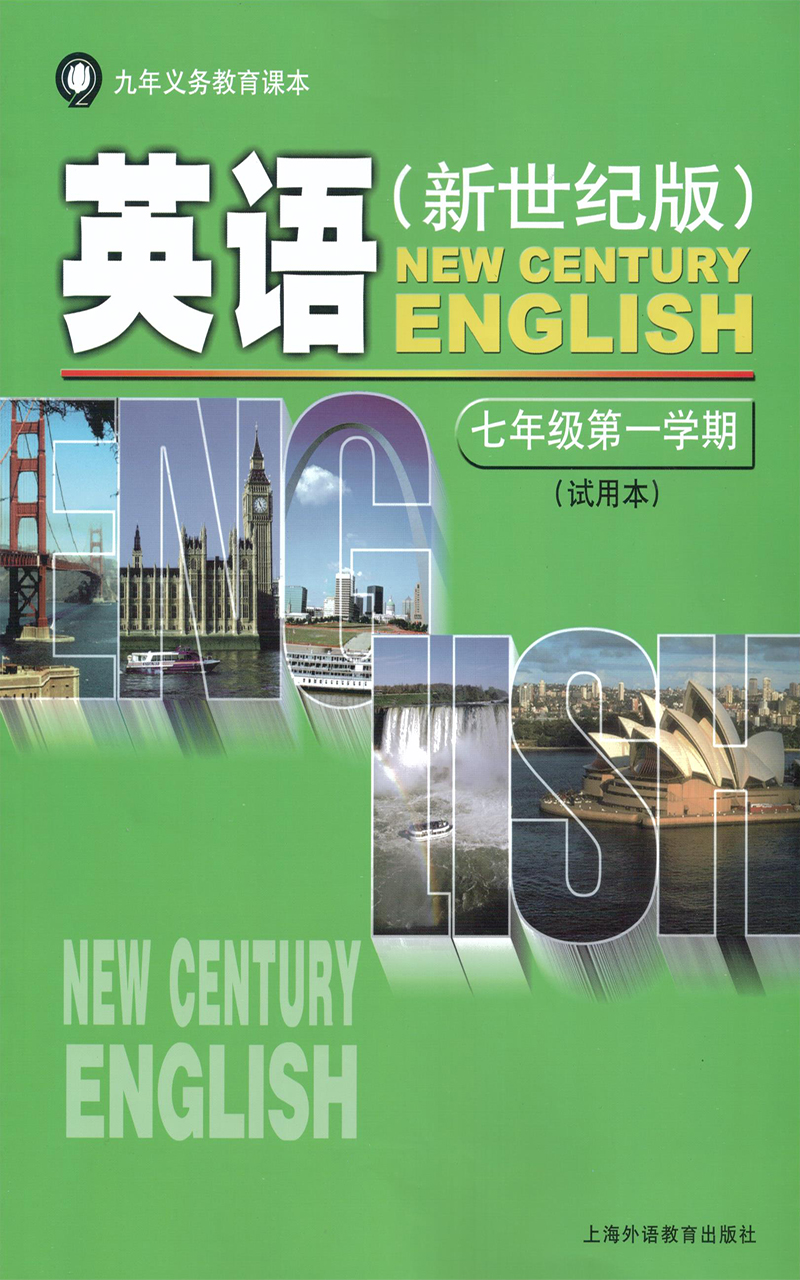 九年义务教育课本
英语
（新世纪版）
NEW CENTURY
ENGLISH
七年级第一学期
（试用本）
ENG
LISH
NEW CENTURY
ENGLISH
上海外语教育出版社